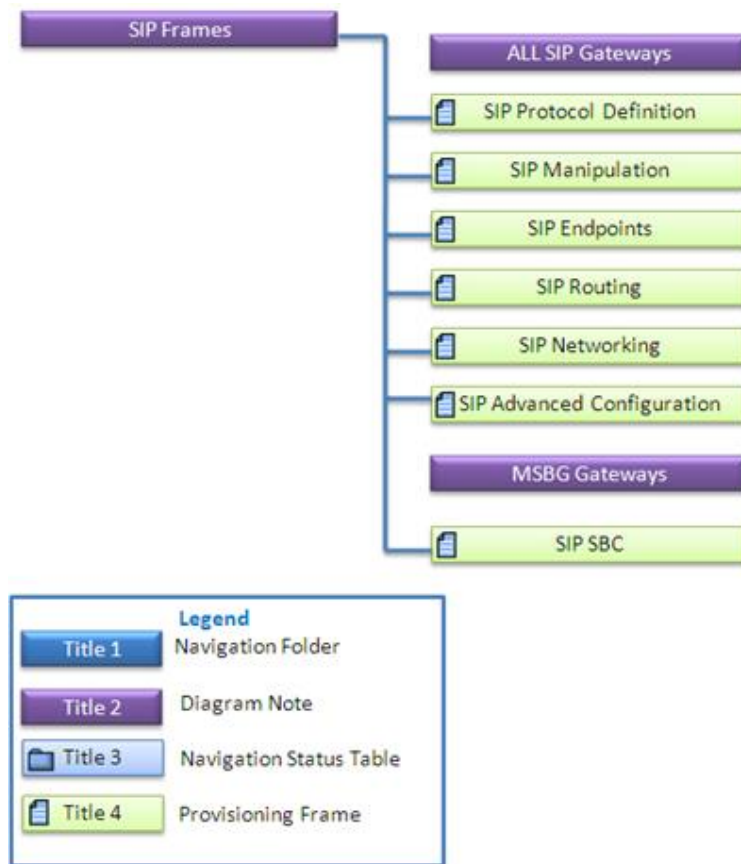 SIP Frames
ALL SIP Gateways
SIP Protocol Definition
SIP Manipulation
SIP Endpoints
SIP Routing
SIP Networking
SIP Advanced Configuration
MSBG Gateways
SIP SBC
Legend
Title 1 Navigation Folder
Title 2 Diagram Note
Title 3 Navigation Status Table
Title 4 Provisioning Frame